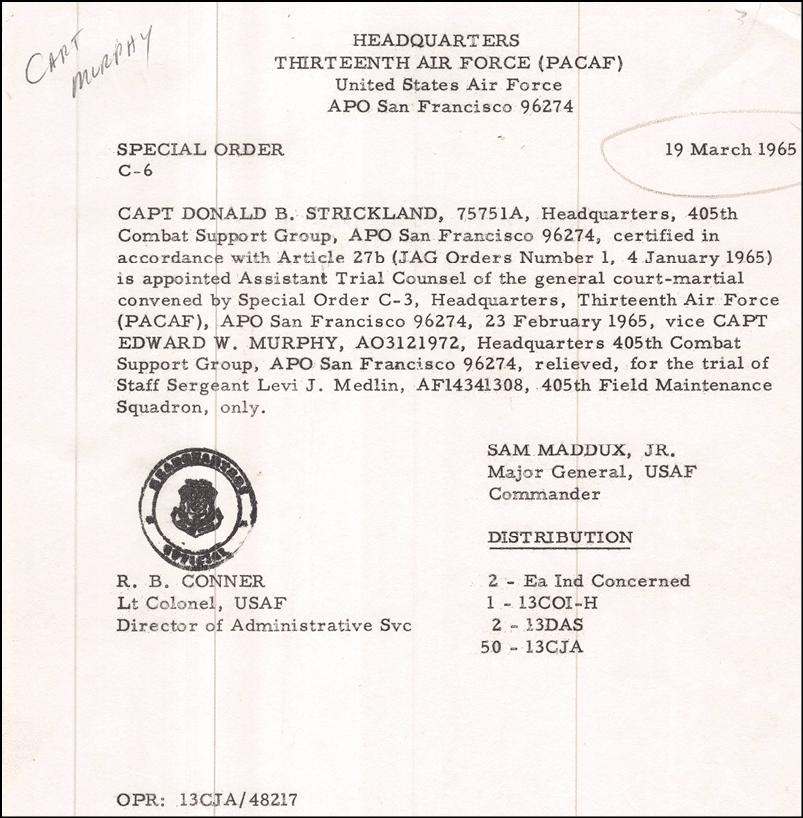 CAPT
MURPHY
3
HEADQUARTERS
THIRTEENTH AIR FORCE (PACAF)
United States Air Force
APO San Francisco 96274
SPECIAL ORDER
C-6
19 March 1965
CAPT DONALD B. STRICKLAND, 75751A, Headquarters, 405th
Combat Support Group, APO San Francisco 96274, certified in
accordance with Article 27b (JAG Orders Number 1, 4 January 1965)
is appointed Assistant Trial Counsel of the general court-martial
convened by Special Order C-3, Headquarters, Thirteenth Air Force
(PACAF), APO San Francisco 96274, 23 February 1965, vice CAPT
EDWARD W. MURPHY, AO3121972, Headquarters 405th Combat
Support Group, APO San Francisco 96274, relieved, for the trial of
Staff Sergeant Levi J. Medlin, AF14341308, 405th Field Maintenance
Squadron, only.
HEADQUARTERS
OFFICIAL
R. B. CONNER
Lt Colonel, USAF
Director of Administrative Svc
SAM MADDUX, JR.
Major General, USAF
Commander
DISTRIBUTION
2 - Ea Ind Concerned
1 - 13COI-H
2 - 13DAS
50 - 13CJA
OPR: 13CJA/48217